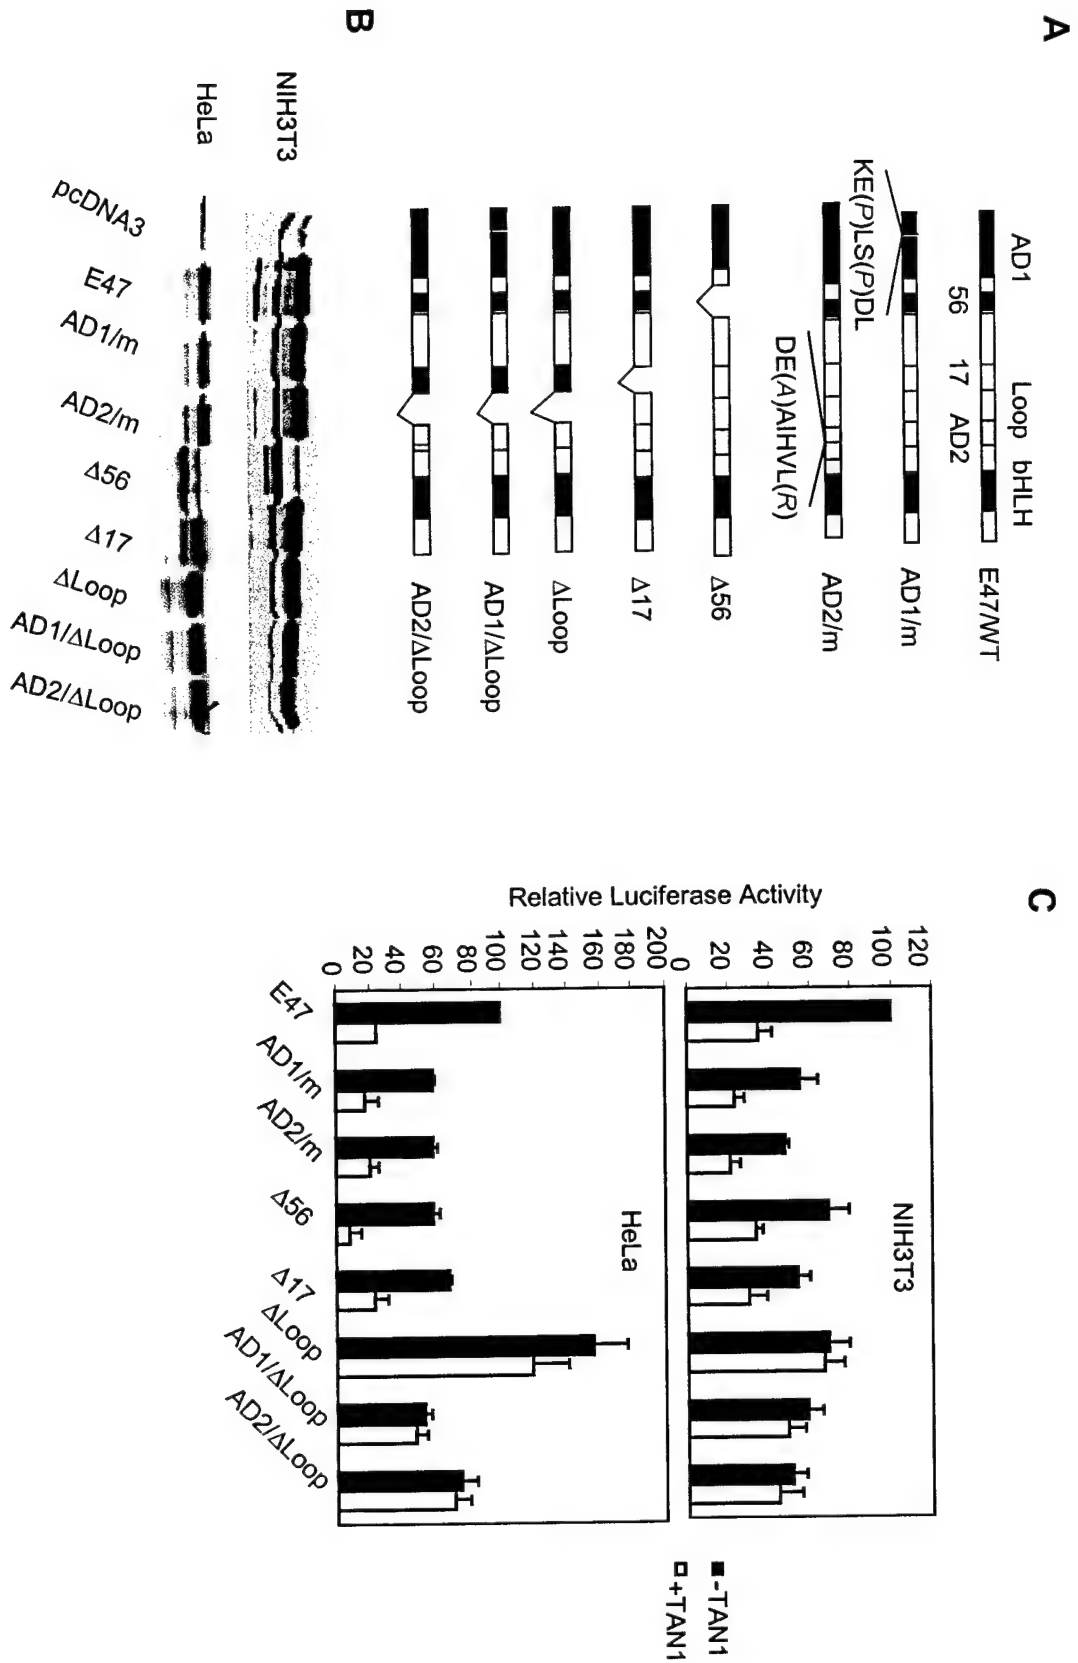 A
AD1 Loop bHLH
56 17 AD2
E47/WT
AD1/m
KE(P)LS(P)DL
AD2/m
DE(A)AIHVL(R)
Δ56
Δ17
ΔLoop
AD1/ΔLoop
AD2/ΔLoop
B
NIH3T3
HeLa
pcDNA3
E47
AD1/m
AD2/m
Δ56
Δ17
ΔLoop
AD1/ΔLoop
AD2/ΔLoop
C
Relative Luciferase Activity
120
100
80
60
40
20
0
NIH3T3
200
180
160
140
120
100
80
60
40
20
0
HeLa
E47
AD1/m
AD2/m
Δ56
Δ17
ΔLoop
AD1/ΔLoop
AD2/ΔLoop
-TAN1
+TAN1